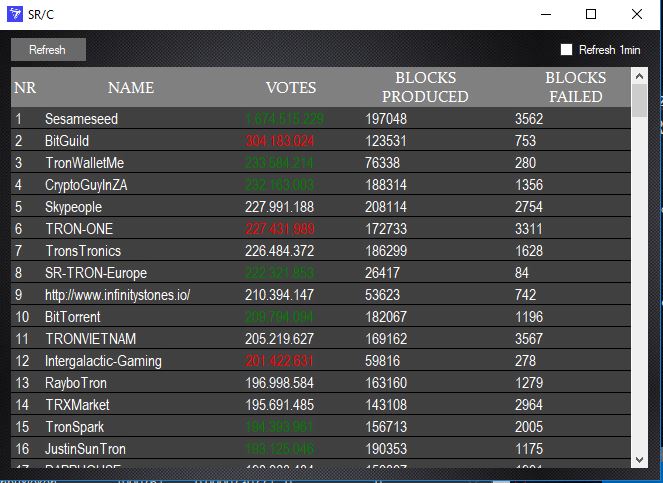 SR/C
Refresh
Refresh 1min
NR NAME VOTES BLOCKS PRODUCED BLOCKS FAILED
1 Sesameseed 1.674.515.229 197048 3562
2 BitGuild 304.183.024 123531 753
3 TronWalletMe 233.584.214 76338 280
4 CryptoGuyInZA 232.163.003 188314 1356
5 Skypeople 227.991.188 208114 2754
6 TRON-ONE 227.431.989 172733 3311
7 TronsTronics 226.484.372 186299 1628
8 SR-TRON-Europe 222.321.853 26417 84
9 http://www.infinitystones.io/ 210.394.147 53623 742
10 BitTorrent 209.794.094 182067 1196
11 TRONVIETNAM 205.219.627 169162 3567
12 Intergalactic-Gaming 201.422.631 59816 278
13 RayboTron 196.998.584 163160 1279
14 TRXMarket 195.691.485 143108 2964
15 TronSpark 194.393.961 156713 2005
16 JustinSunTron 193.125.046 190353 1175